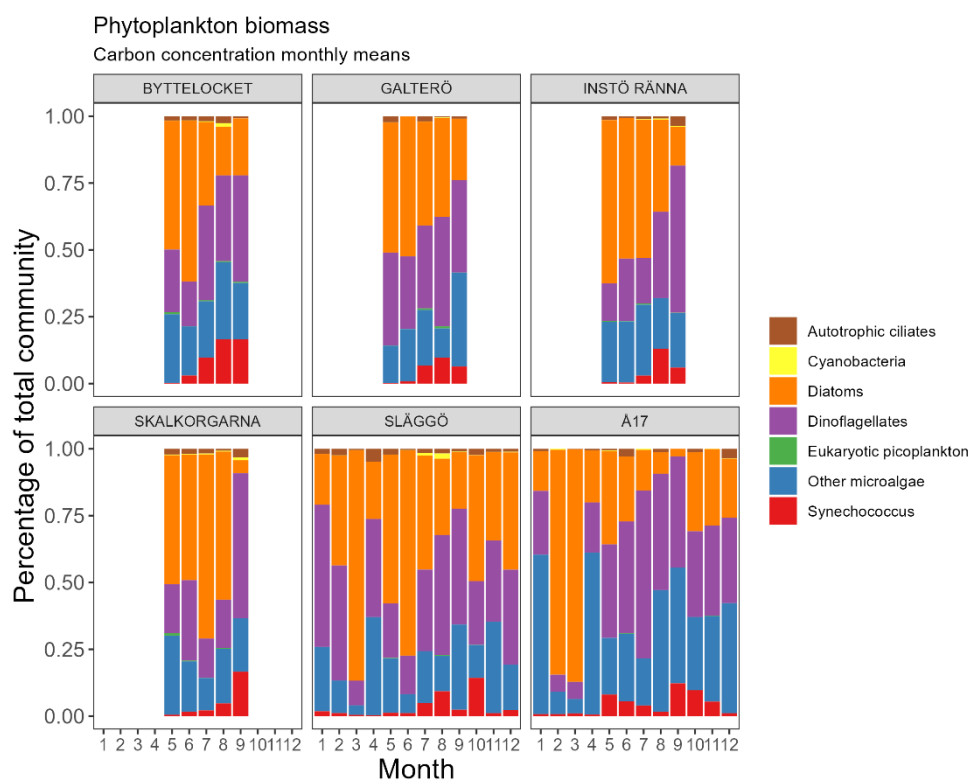 Phytoplankton biomass
Carbon concentration monthly means
BYTTELOCKET
GALTERÖ
INSTÖ RÄNNA
1.00
0.75
0.50
0.25
0.00
SKALKORGARNA
SLÄGGÖ
Å17
1.00
0.75
0.50
0.25
0.00
1 2 3 4 5 6 7 8 9 10 11 12
1 2 3 4 5 6 7 8 9 10 11 12
1 2 3 4 5 6 7 8 9 10 11 12
Month
Percentage of total community
Autotrophic ciliates
Cyanobacteria
Diatoms
Dinoflagellates
Eukaryotic picoplankton
Other microalgae
Synechococcus